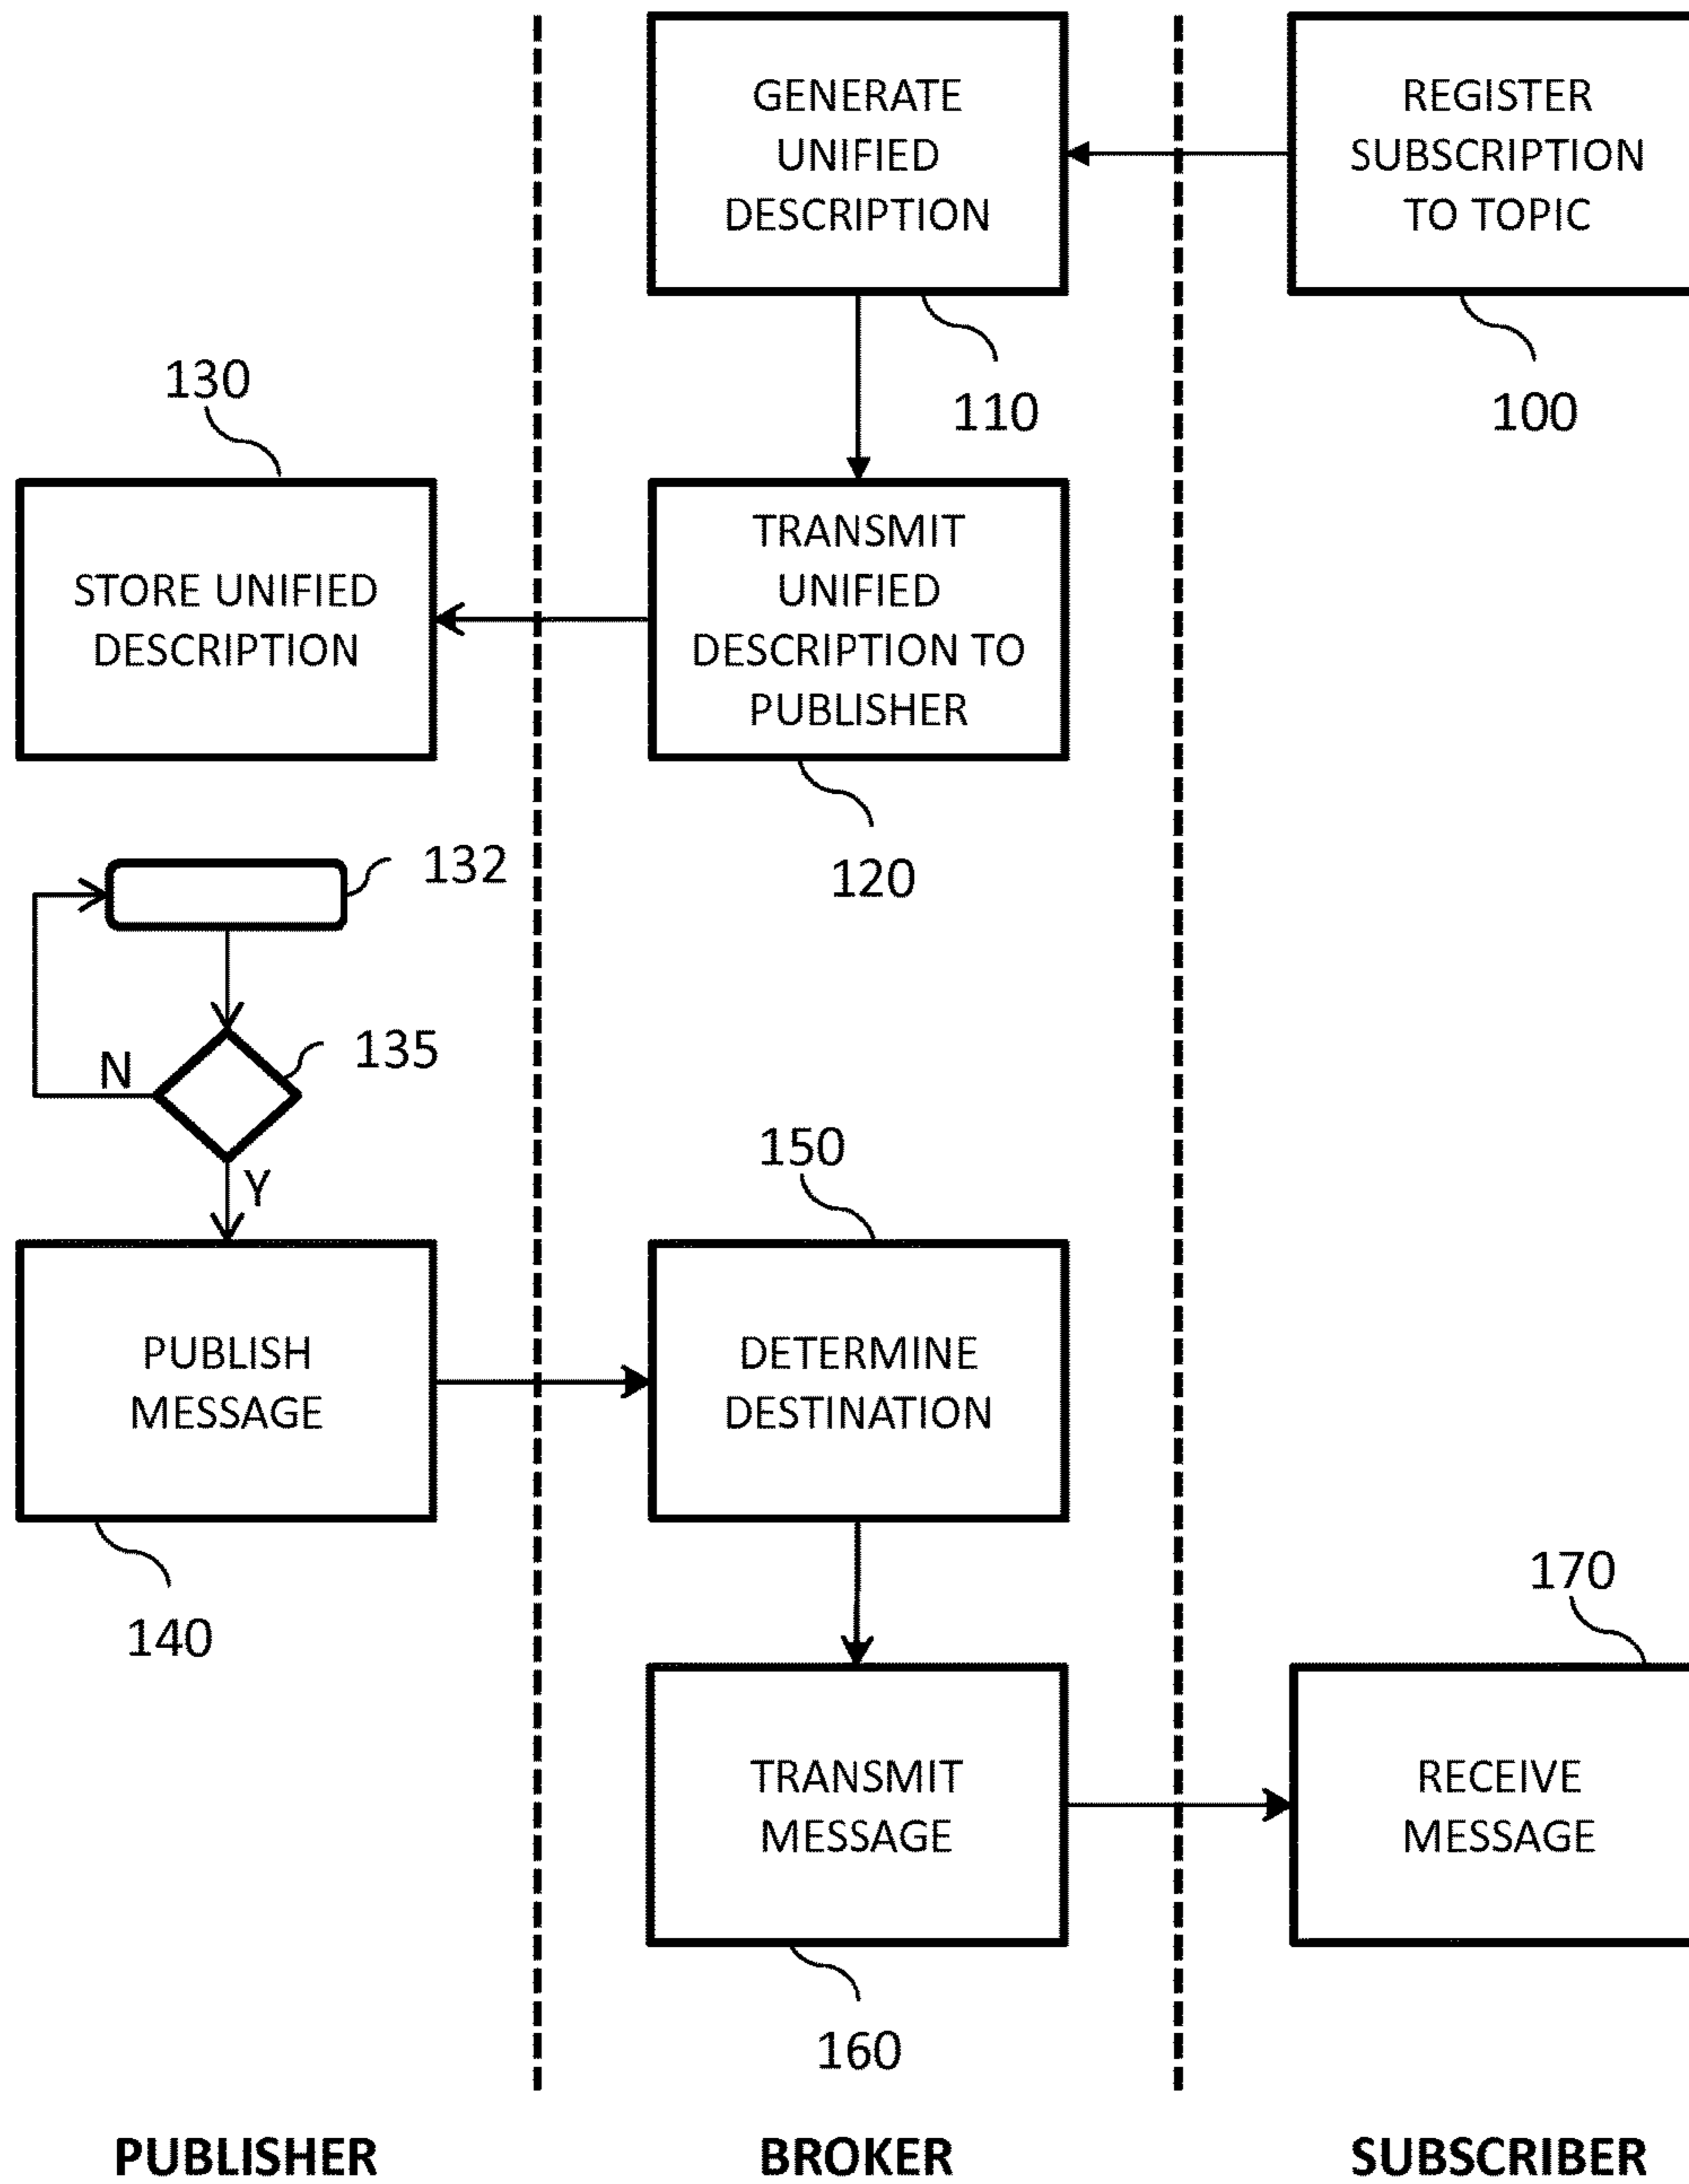 GENERATE
UNIFIED
DESCRIPTION
REGISTER
SUBSCRIPTION
TO TOPIC
110
100
130
STORE UNIFIED
DESCRIPTION
TRANSMIT
UNIFIED
DESCRIPTION TO
PUBLISHER
120
132
135
N
Y
150
PUBLISH
MESSAGE
DETERMINE
DESTINATION
140
170
TRANSMIT
MESSAGE
RECEIVE
MESSAGE
160
PUBLISHER
BROKER
SUBSCRIBER